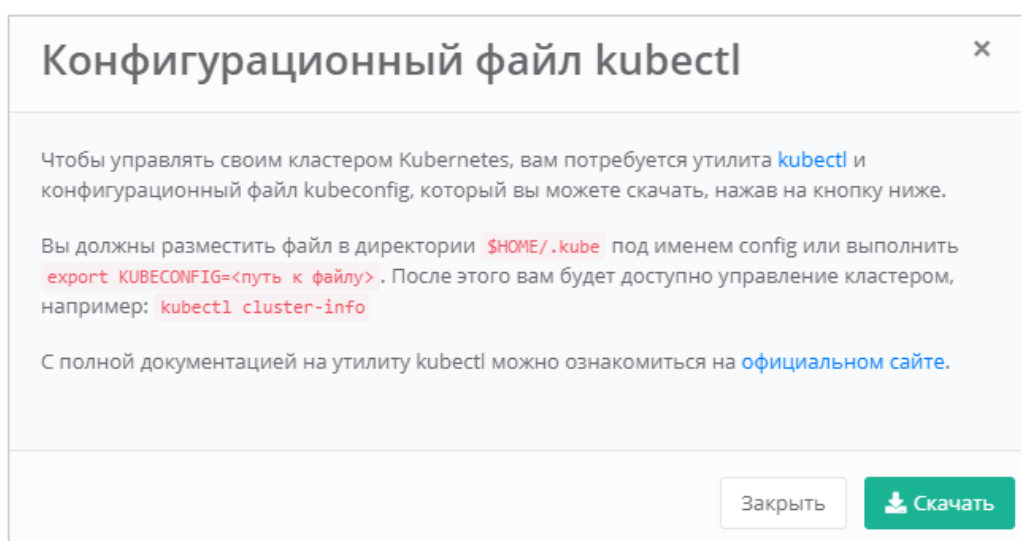 Конфигурационный файл kubectl
×
Чтобы управлять своим кластером Kubernetes, вам потребуется утилита kubectl и
конфигурационный файл kubeconfig, который вы можете скачать, нажав на кнопку ниже.
Вы должны разместить файл в директории $HOME/.kube под именем config или выполнить
export KUBECONFIG=<путь к файлу>. После этого вам будет доступно управление кластером,
например: kubectl cluster-info
С полной документацией на утилиту kubectl можно ознакомиться на официальном сайте.
Закрыть Скачать